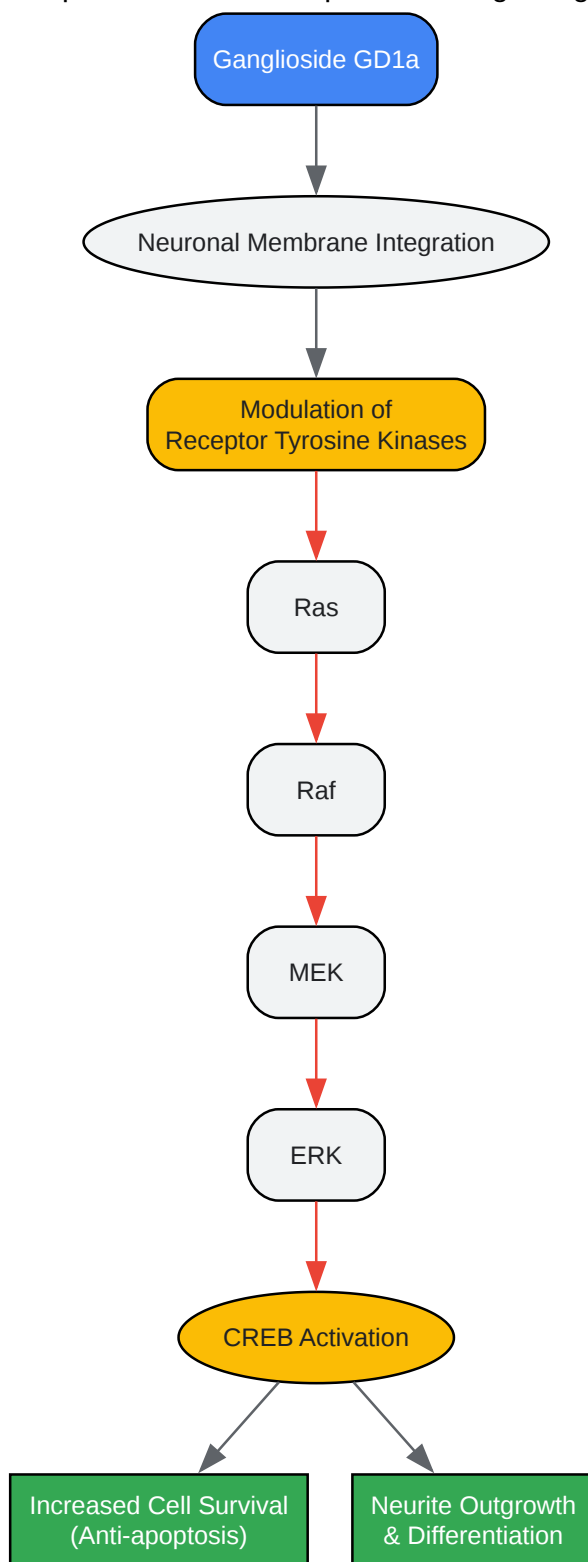 Ganglioside GD1a
Neuronal Membrane Integration
Modulation of
Receptor Tyrosine Kinases
Ras
Raf
MEK
ERK
CREB Activation
Increased Cell Survival
(Anti-apoptosis)
Neurite Outgrowth
& Differentiation